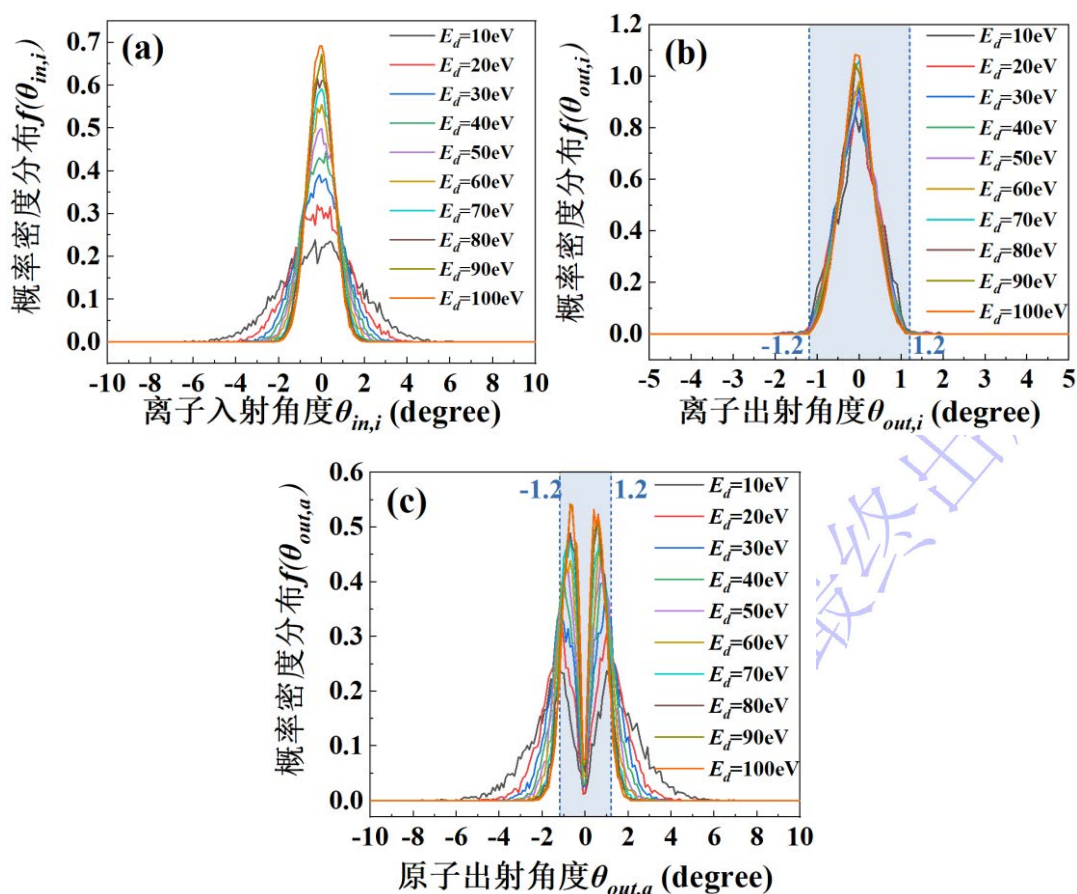 (a)
概率密度分布f(θin,i)
0.7
0.6
0.5
0.4
0.3
0.2
0.1
0.0
-10 -8 -6 -4 -2 0 2 4 6 8 10
离子入射角度θin,i (degree)
Ed=10eV
Ed=20eV
Ed=30eV
Ed=40eV
Ed=50eV
Ed=60eV
Ed=70eV
Ed=80eV
Ed=90eV
Ed=100eV
(b)
概率密度分布f(θout,i)
1.2
1.0
0.8
0.6
0.4
0.2
0.0
-1.2 1.2
-5 -4 -3 -2 -1 0 1 2 3 4 5
离子出射角度θout,i (degree)
Ed=10eV
Ed=20eV
Ed=30eV
Ed=40eV
Ed=50eV
Ed=60eV
Ed=70eV
Ed=80eV
Ed=90eV
Ed=100eV
(c)
概率密度分布f(θout,a)
0.6
0.5
0.4
0.3
0.2
0.1
0.0
-1.2 1.2
-10 -8 -6 -4 -2 0 2 4 6 8 10
原子出射角度θout,a (degree)
Ed=10eV
Ed=20eV
Ed=30eV
Ed=40eV
Ed=50eV
Ed=60eV
Ed=70eV
Ed=80eV
Ed=90eV
Ed=100eV
最终出